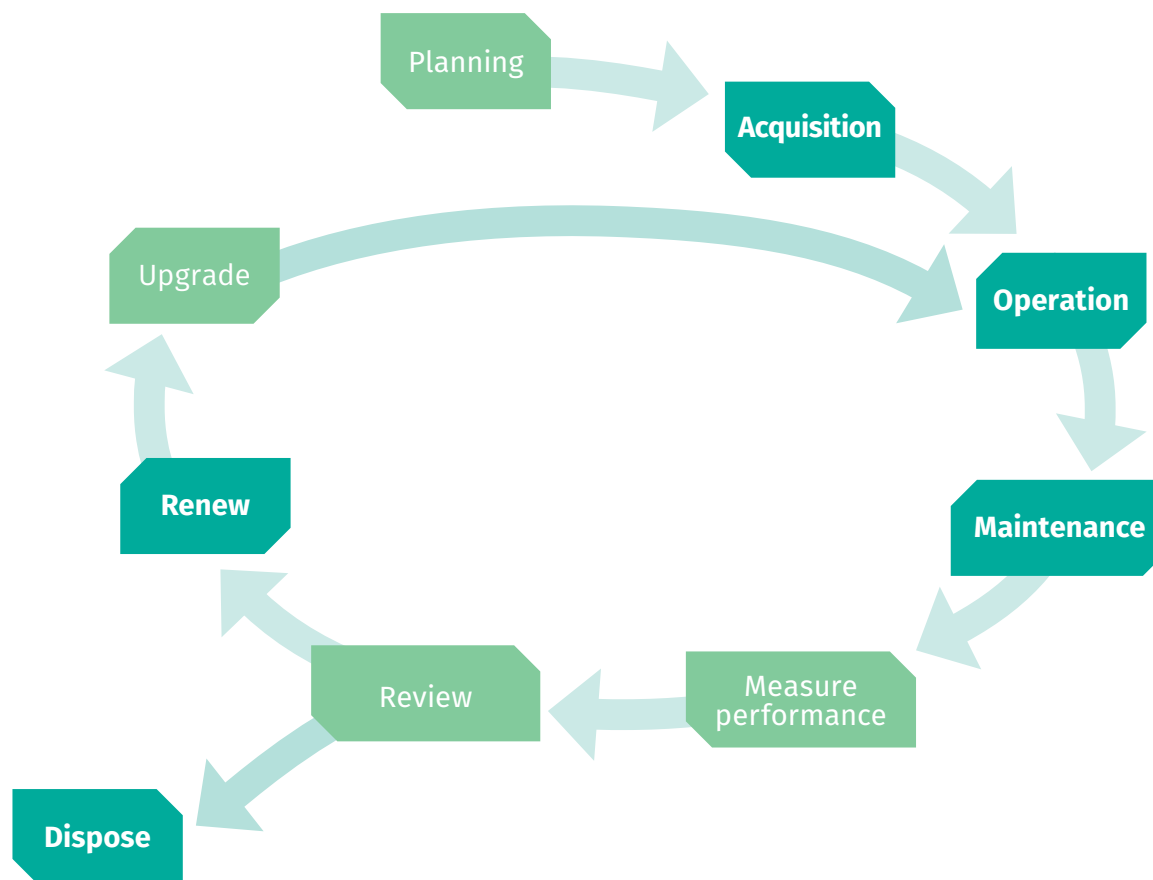 Planning
Acquisition
Upgrade
Operation
Renew
Maintenance
Measure
performance
Review
Dispose